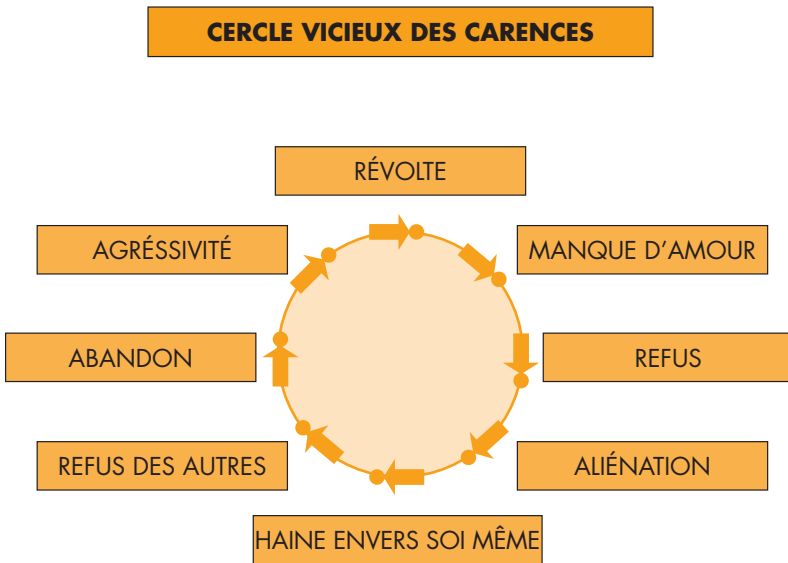 CERCLE VICIEUX DES CARENCES
RÉVOLTE
AGRÉSSIVITÉ
MANQUE D’AMOUR
ABANDON
REFUS
REFUS DES AUTRES
ALIÉNATION
HAINE ENVERS SOI MÊME